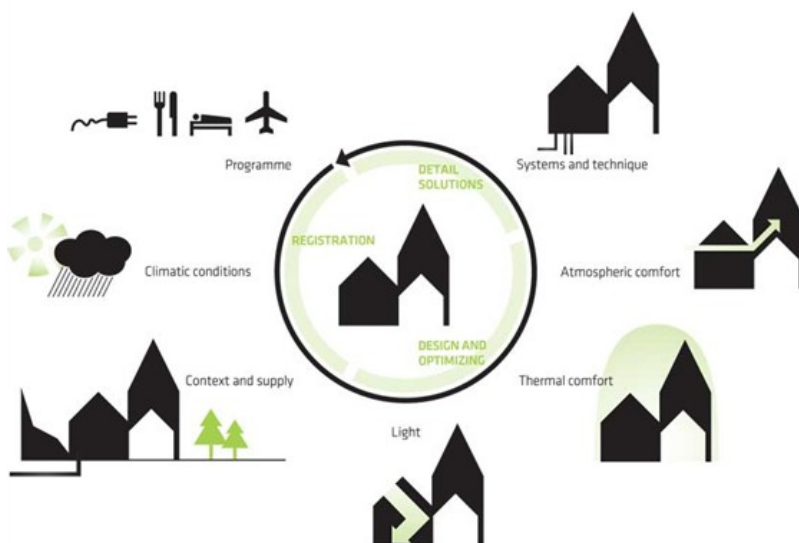 Programme
Systems and technique
DETAIL
SOLUTIONS
REGISTRATION
Climatic conditions
Atmospheric comfort
DESIGN AND
OPTIMIZING
Context and supply
Thermal comfort
Light